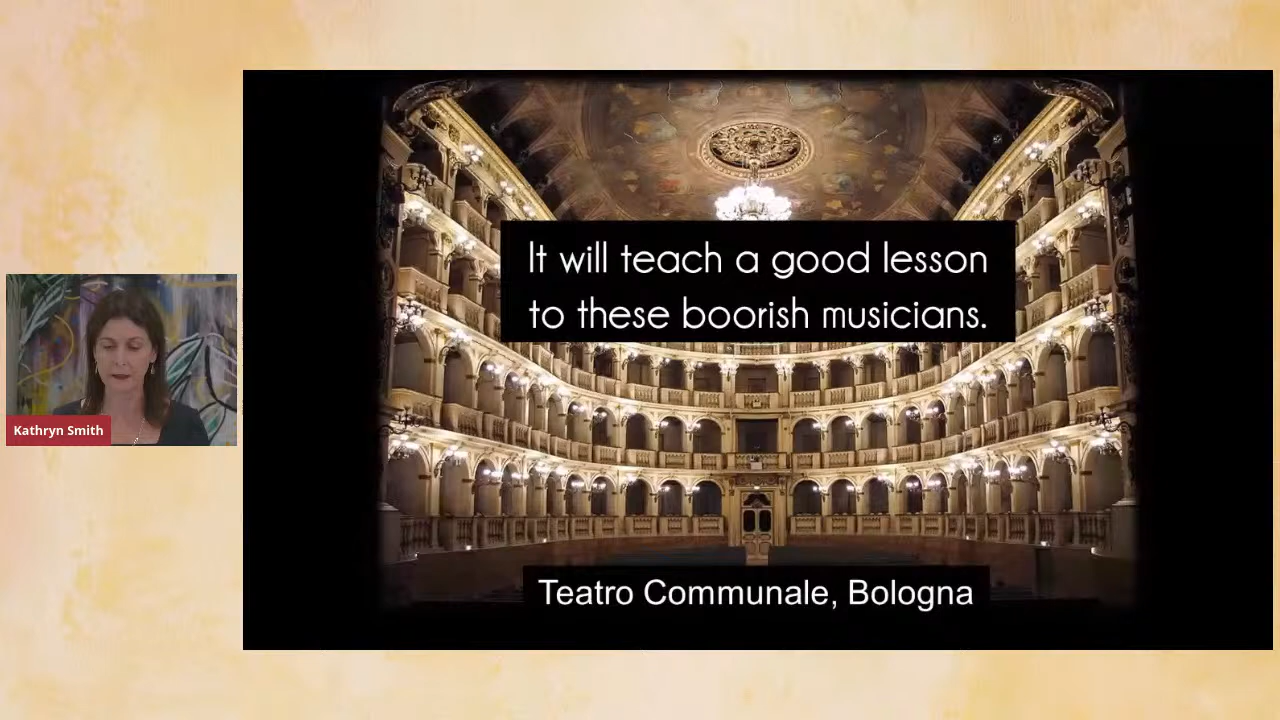 It will teach a good lesson
to these boorish musicians.
Kathryn Smith
Teatro Communale, Bologna